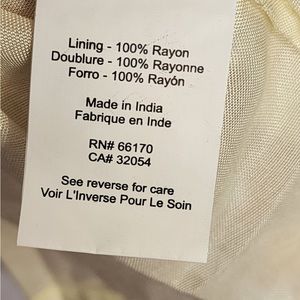 Lining - 100% Rayon
Doublure - 100% Rayonne
Forro - 100% Rayón
Made in India
Fabrique en Inde
RN# 66170
CA# 32054
See reverse for care
Voir L'Inverse Pour Le Soin